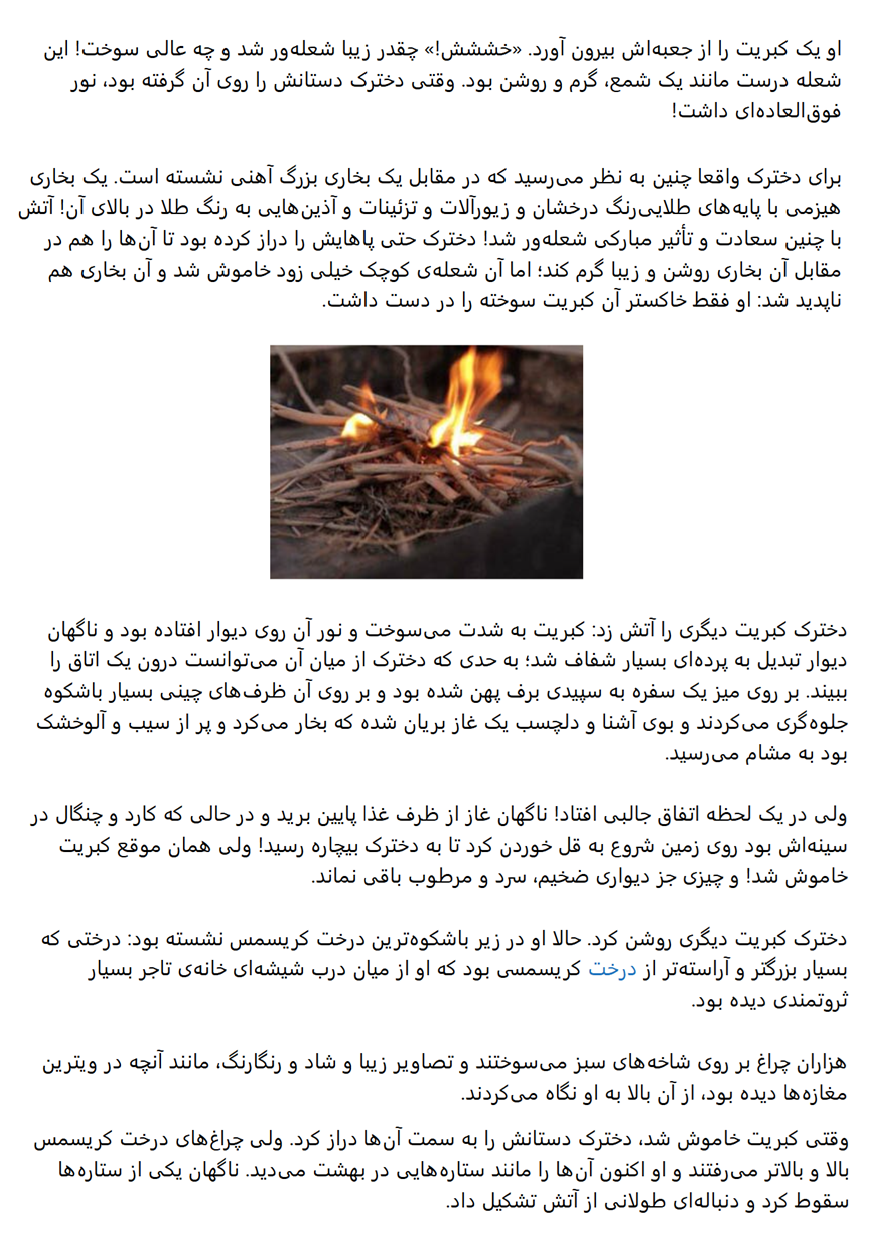 او یک کبریت را از جعبه‌اش بیرون آورد. «خششش!» چقدر زیبا شعله‌ور شد و چه عالی سوخت! این
شعله درست مانند یک شمع، گرم و روشن بود. وقتی دخترک دستانش را روی آن گرفته بود، نور
فوق‌العاده‌ای داشت!
برای دخترک واقعا چنین به نظر می‌رسید که در مقابل یک بخاری بزرگ آهنی نشسته است. یک بخاری
هیزمی با پایه‌های طلایی‌رنگ درخشان و زیورآلات و تزئینات و آذین‌هایی به رنگ طلا در بالای آن! آتش
با چنین سعادت و تأثیر مبارکی شعله‌ور شد! دخترک حتی پاهایش را دراز کرده بود تا آن‌ها را هم در
مقابل آن بخاری روشن و زیبا گرم کند؛ اما آن شعله‌ی کوچک خیلی زود خاموش شد و آن بخاری هم
ناپدید شد: او فقط خاکستر آن کبریت سوخته را در دست داشت.
دخترک کبریت دیگری را آتش زد: کبریت به شدت می‌سوخت و نور آن روی دیوار افتاده بود و ناگهان
دیوار تبدیل به پرده‌ای بسیار شفاف شد؛ به حدی که دخترک از میان آن می‌توانست درون یک اتاق را
ببیند. بر روی میز یک سفره به سپیدی برف پهن شده بود و بر روی آن ظرف‌های چینی بسیار باشکوه
جلوه‌گری می‌کردند و بوی آشنا و دلچسب یک غاز بریان شده که بخار می‌کرد و پر از سیب و آلوخشک
بود به مشام می‌رسید.
ولی در یک لحظه اتفاق جالبی افتاد! ناگهان غاز از ظرف غذا پایین برید و در حالی که کارد و چنگال در
سینه‌اش بود روی زمین شروع به قل خوردن کرد تا به دخترک بیچاره رسید! ولی همان موقع کبریت
خاموش شد! و چیزی جز دیواری ضخیم، سرد و مرطوب باقی نماند.
دخترک کبریت دیگری روشن کرد. حالا او در زیر باشکوه‌ترین درخت کریسمس نشسته بود: درختی که
بسیار بزرگتر و آراسته‌تر از درخت کریسمسی بود که او از میان درب شیشه‌ای خانه‌ی تاجر بسیار
ثروتمندی دیده بود.
هزاران چراغ بر روی شاخه‌های سبز می‌سوختند و تصاویر زیبا و شاد و رنگارنگ، مانند آنچه در ویترین
مغازه‌ها دیده بود، از آن بالا به او نگاه می‌کردند.
وقتی کبریت خاموش شد، دخترک دستانش را به سمت آن‌ها دراز کرد. ولی چراغ‌های درخت کریسمس
بالا و بالاتر می‌رفتند و او اکنون آن‌ها را مانند ستاره‌هایی در بهشت می‌دید. ناگهان یکی از ستاره‌ها
سقوط کرد و دنباله‌ای طولانی از آتش تشکیل داد.